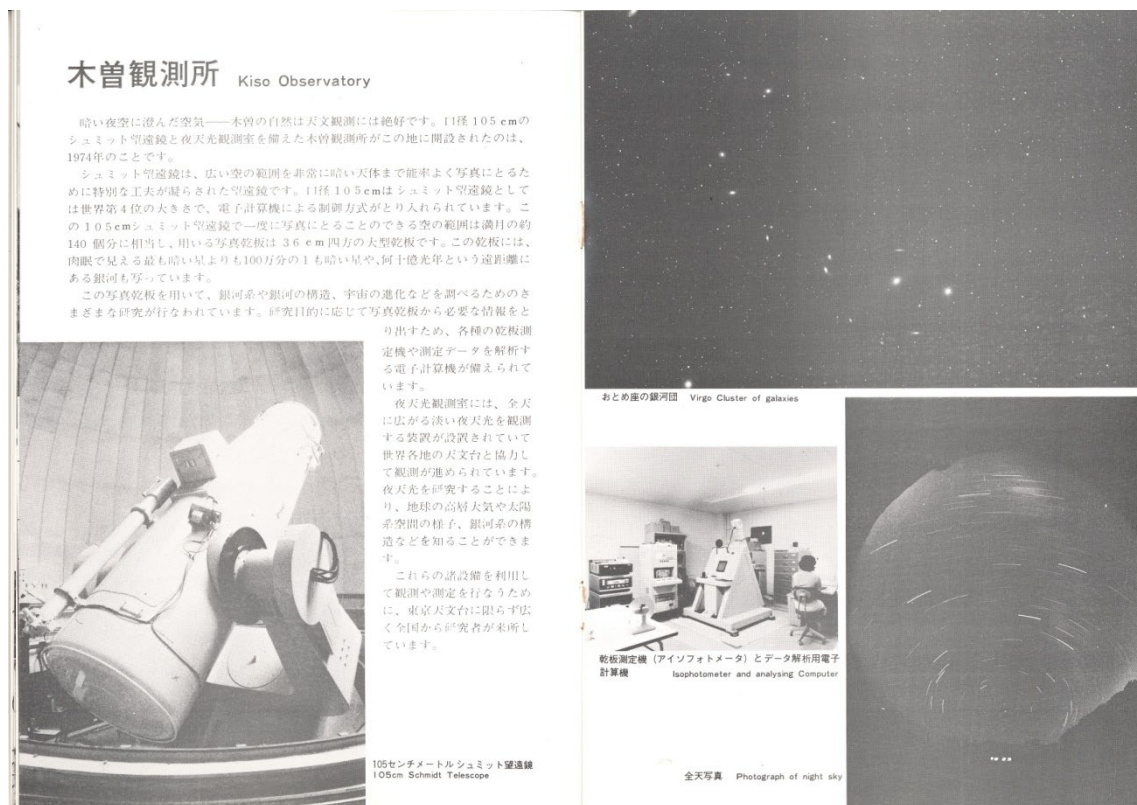 木曽観測所 Kiso Observatory
暗い夜空に澄んだ空気——木曽の自然は天文観測には絶好です。口径105cmの
シュミット望遠鏡と夜天光観測室を備えた木曽観測所がこの地に開設されたのは、
1974年のことです。
シュミット望遠鏡は、広い空の範囲を非常に暗い天体まで能率よく写真にとるた
めに特別な工夫が凝らされた望遠鏡です。口径105cmはシュミット望遠鏡として
は世界第4位の大きさで、電子計算機による制御方式がとり入れられています。こ
の105cmシュミット望遠鏡で一度に写真にとることのできる空の範囲は満月の約
140個分に相当し、用いる写真乾板は36cm四方の大型乾板です。この乾板には、
肉眼で見える最も暗い星よりも100万分の1も暗い星や、何十億光年という遠距離に
ある銀河も写っています。
この写真乾板を用いて、銀河系や銀河の構造、宇宙の進化などを調べるためのさ
まざまな研究が行なわれています。研究目的に応じて写真乾板から必要な情報をと
り出すため、各種の乾板測
定機や測定データを解析す
る電子計算機が備えられて
います。
夜天光観測室には、全天
に広がる淡い夜天光を観測
する装置が設置されていて
世界各地の天文台と協力し
て観測が進められています。
夜天光を研究することによ
り、地球の高層大気や太陽
系空間の様子、銀河系の構
造などを知ることができま
す。
これらの諸設備を利用し
て観測や測定を行なうため
に、東京天文台に限らず広
く全国から研究者が来所し
ています。
105センチメートルシュミット望遠鏡
105cm Schmidt Telescope
おとめ座の銀河団 Virgo Cluster of galaxies
乾板測定機（アイソフォトメータ）とデータ解析用電子
計算機 Isophotometer and analysing Computer
全天写真 Photograph of night sky